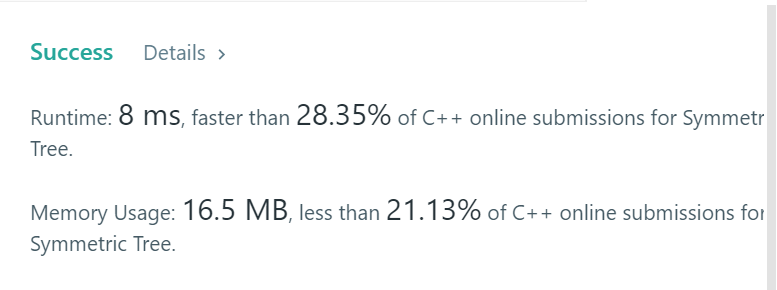 Success Details >
Runtime: 8 ms, faster than 28.35% of C++ online submissions for Symmetr
Tree.
Memory Usage: 16.5 MB, less than 21.13% of C++ online submissions for
Symmetric Tree.